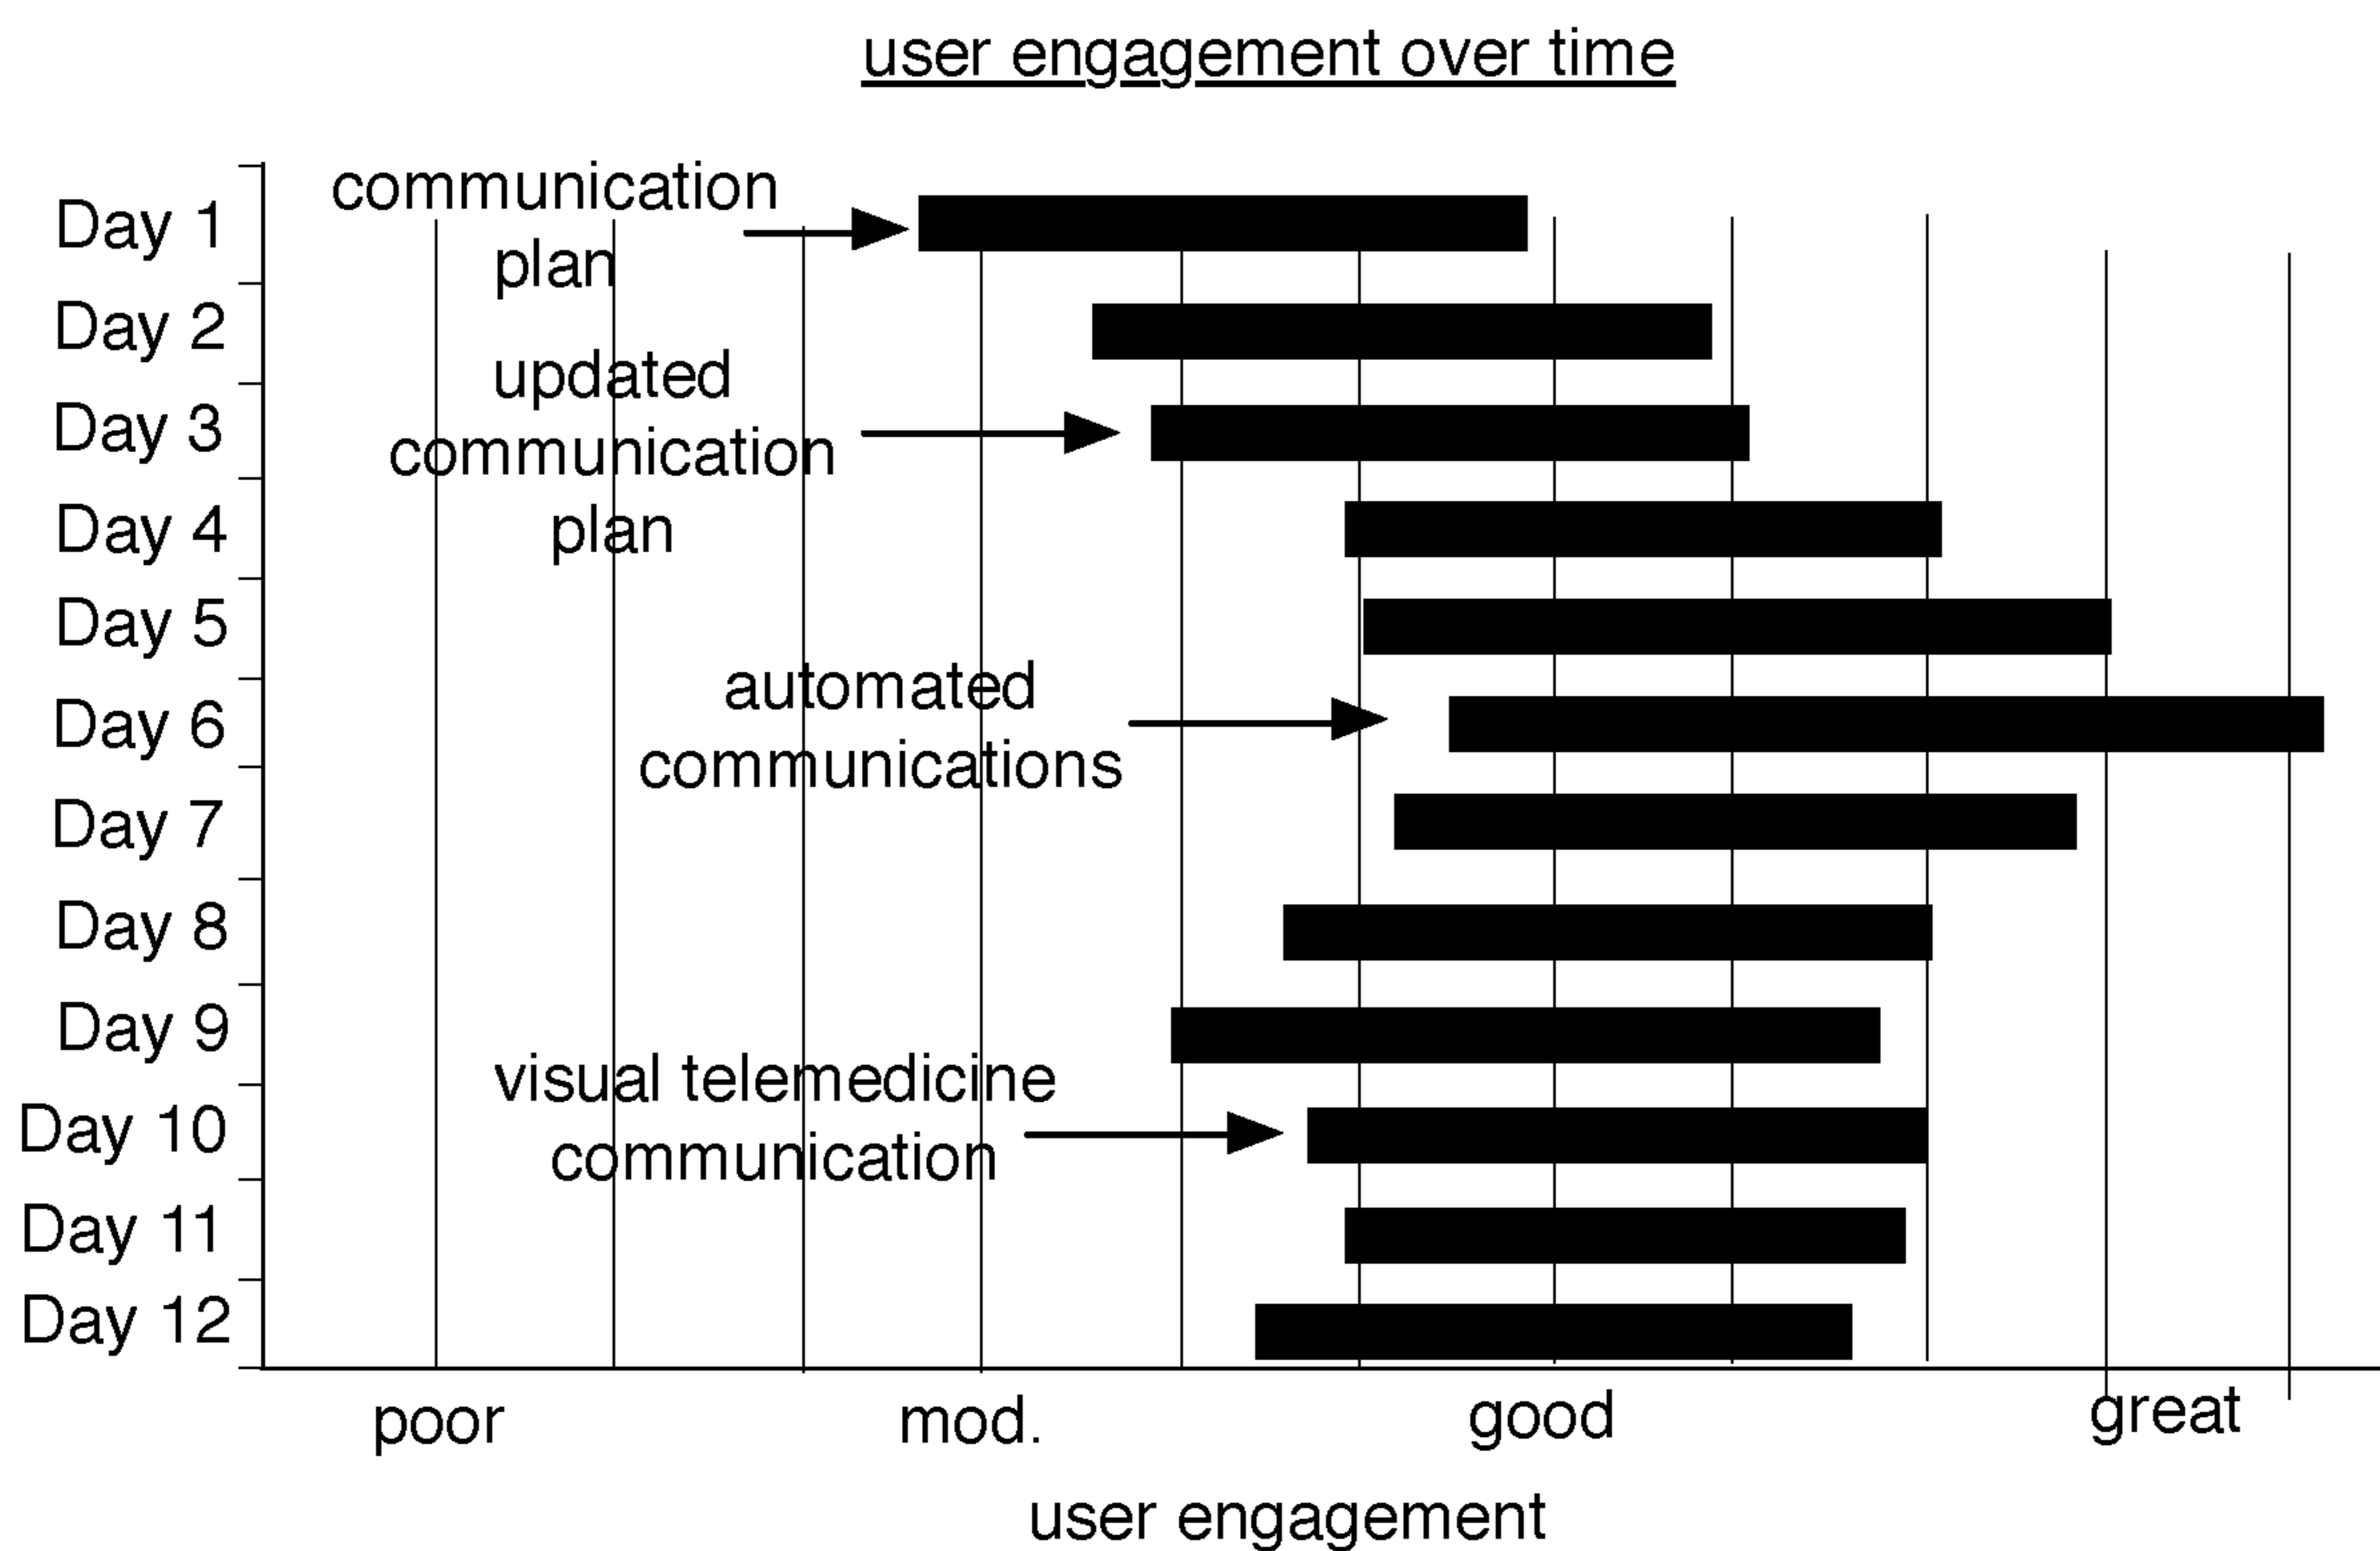 user engagement over time
communication
plan
Day 1
Day 2
updated
communication
plan
Day 3
Day 4
Day 5
automated
communications
Day 6
Day 7
Day 8
Day 9
visual telemedicine
communication
Day 10
Day 11
Day 12
poor mod. good great
user engagement